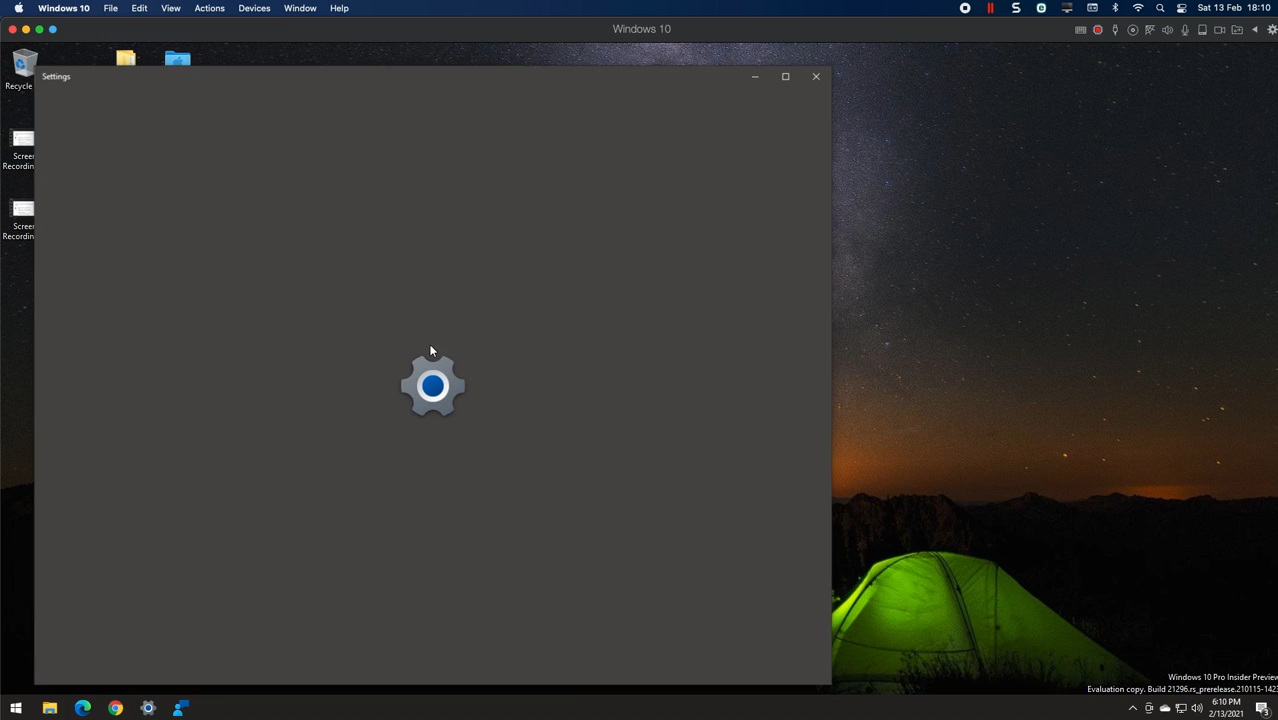 Windows 10 File Edit View Actions Devices Window Help Sat 13 Feb 18:10
Windows 10
Recycle
Settings
Screen
Recordin
Screen
Recordin
Windows 10 Pro Insider Preview
Evaluation copy. Build 21296.rs_prerelease.210115-1423
6:10 PM
2/13/2021
3